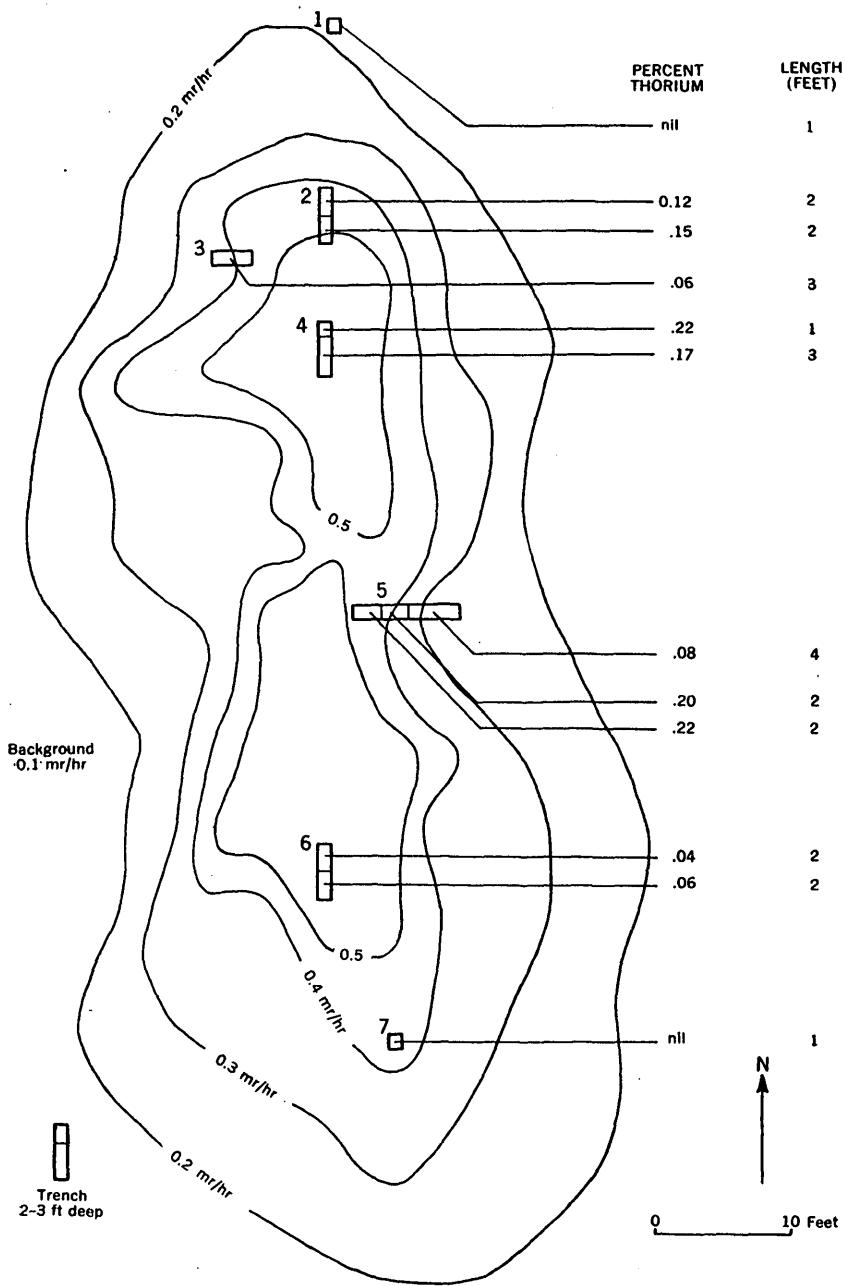 1
0.2 mr/hr
PERCENT THORIUM
LENGTH (FEET)
nil 1
2
0.12 2
.15 2
3
.06 3
4
.22 1
.17 3
0.5
5
.08 4
.20 2
.22 2
Background
0.1 mr/hr
6
.04 2
.06 2
0.5
0.4 mr/hr
7
nil 1
0.3 mr/hr
N
0.2 mr/hr
Trench
2-3 ft deep
0 10 Feet